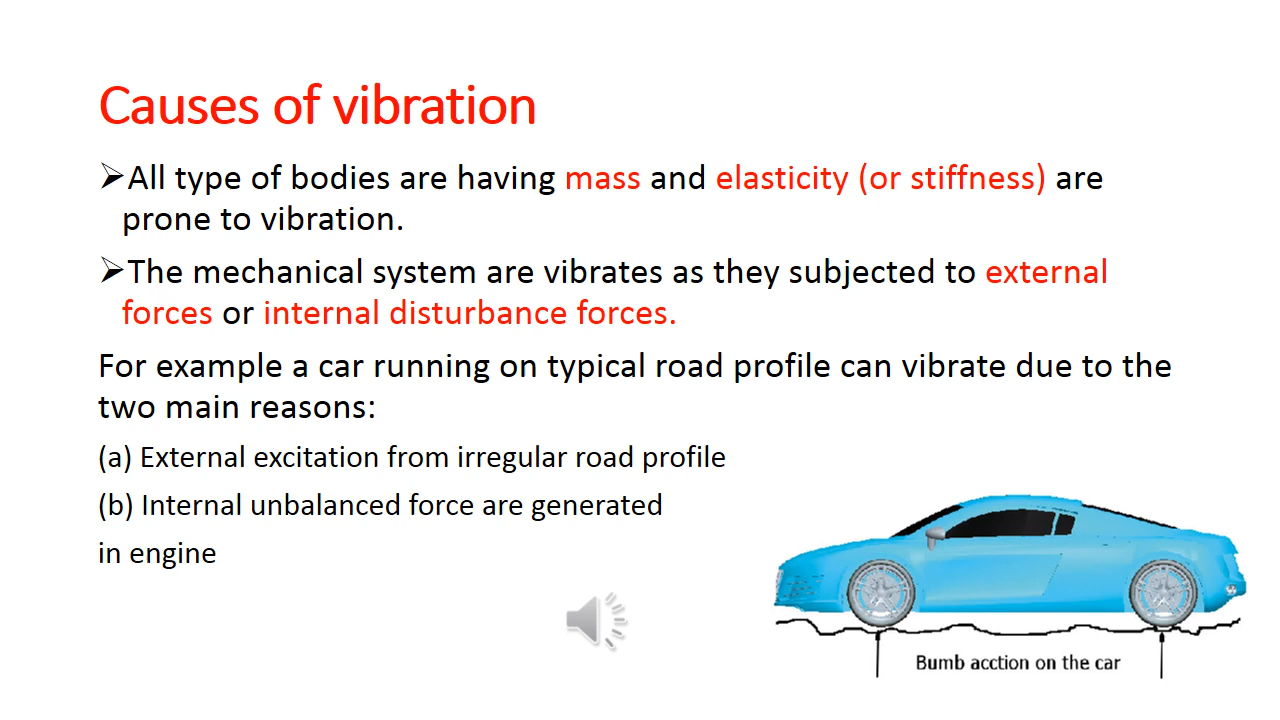 Causes of vibration
➢All type of bodies are having mass and elasticity (or stiffness) are
prone to vibration.
➢The mechanical system are vibrates as they subjected to external
forces or internal disturbance forces.
For example a car running on typical road profile can vibrate due to the
two main reasons:
(a) External excitation from irregular road profile
(b) Internal unbalanced force are generated
in engine
Bumb acction on the car